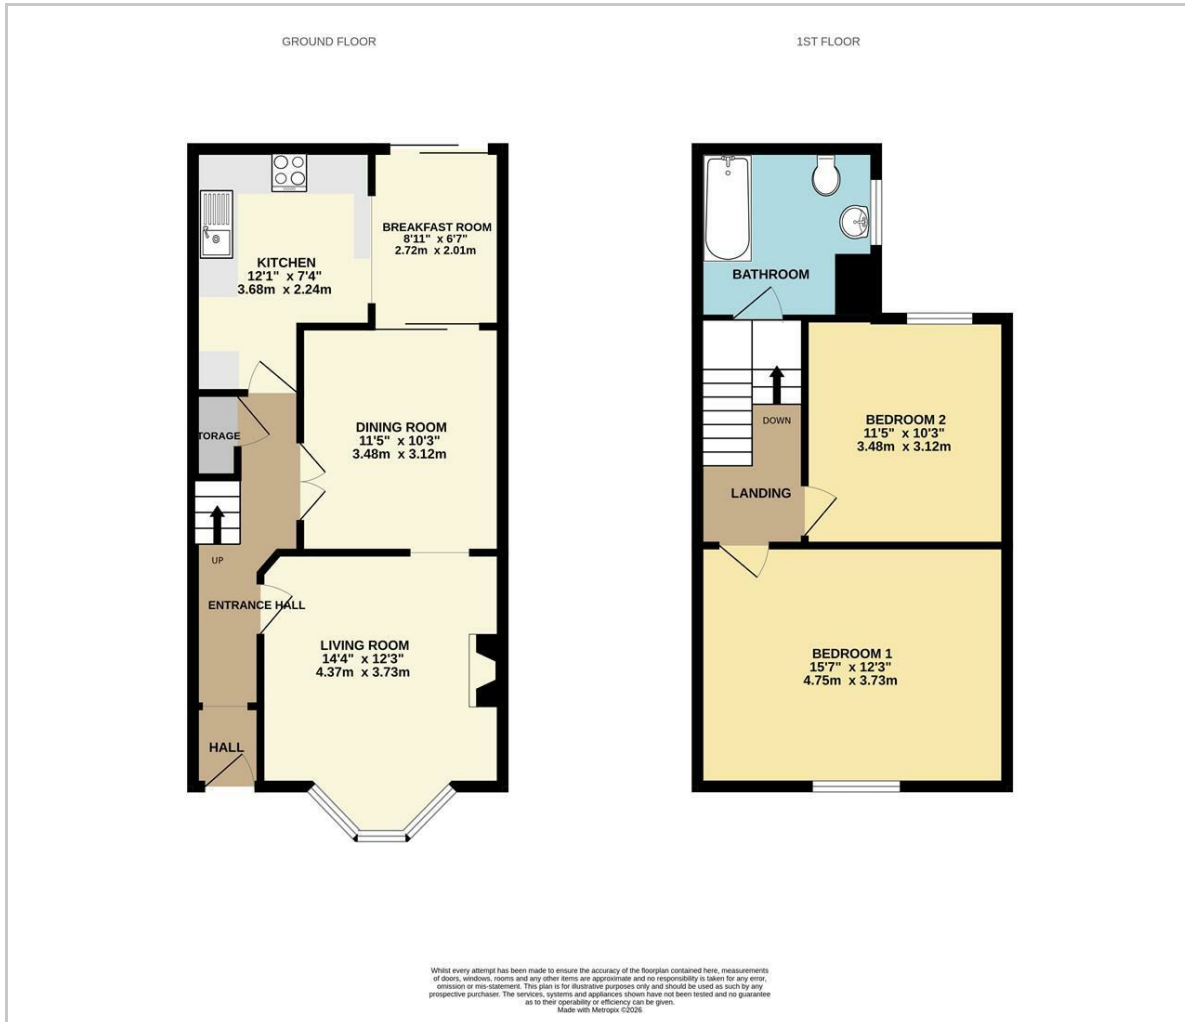 GROUND FLOOR
1ST FLOOR
BREAKFAST ROOM
8'11" x 6'7"
2.72m x 2.01m
KITCHEN
12'1" x 7'4"
3.68m x 2.24m
DINING ROOM
11'5" x 10'3"
3.48m x 3.12m
TORAGE
UP
ENTRANCE HALL
LIVING ROOM
14'4" x 12'3"
4.37m x 3.73m
HALL
BATHROOM
DOWN
BEDROOM 2
11'5" x 10'3"
3.48m x 3.12m
LANDING
BEDROOM 1
15'7" x 12'3"
4.75m x 3.73m
Whilst every attempt has been made to ensure the accuracy of the floorplan contained here, measurements
of doors, windows, rooms and any other items are approximate and no responsibility is taken for any error,
omission or mis-statement. This plan is for illustrative purposes only and should be used as such by any
prospective purchaser. The services, systems and appliances shown have not been tested and no guarantee
as to their operability or efficiency can be given.
Made with Metropix ©2026